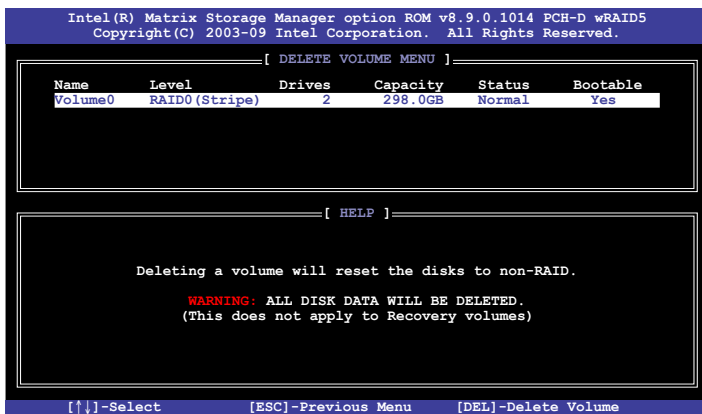 Intel(R) Matrix Storage Manager option ROM v8.9.0.1014 PCH-D wRAID5
Copyright(C) 2003-09 Intel Corporation. All Rights Reserved.
[ DELETE VOLUME MENU ]
Name Level Drives Capacity Status Bootable
Volume0 RAID0(Stripe) 2 298.0GB Normal Yes
[ HELP ]
Deleting a volume will reset the disks to non-RAID.
WARNING: ALL DISK DATA WILL BE DELETED.
(This does not apply to Recovery volumes)
[↑↓]-Select [ESC]-Previous Menu [DEL]-Delete Volume